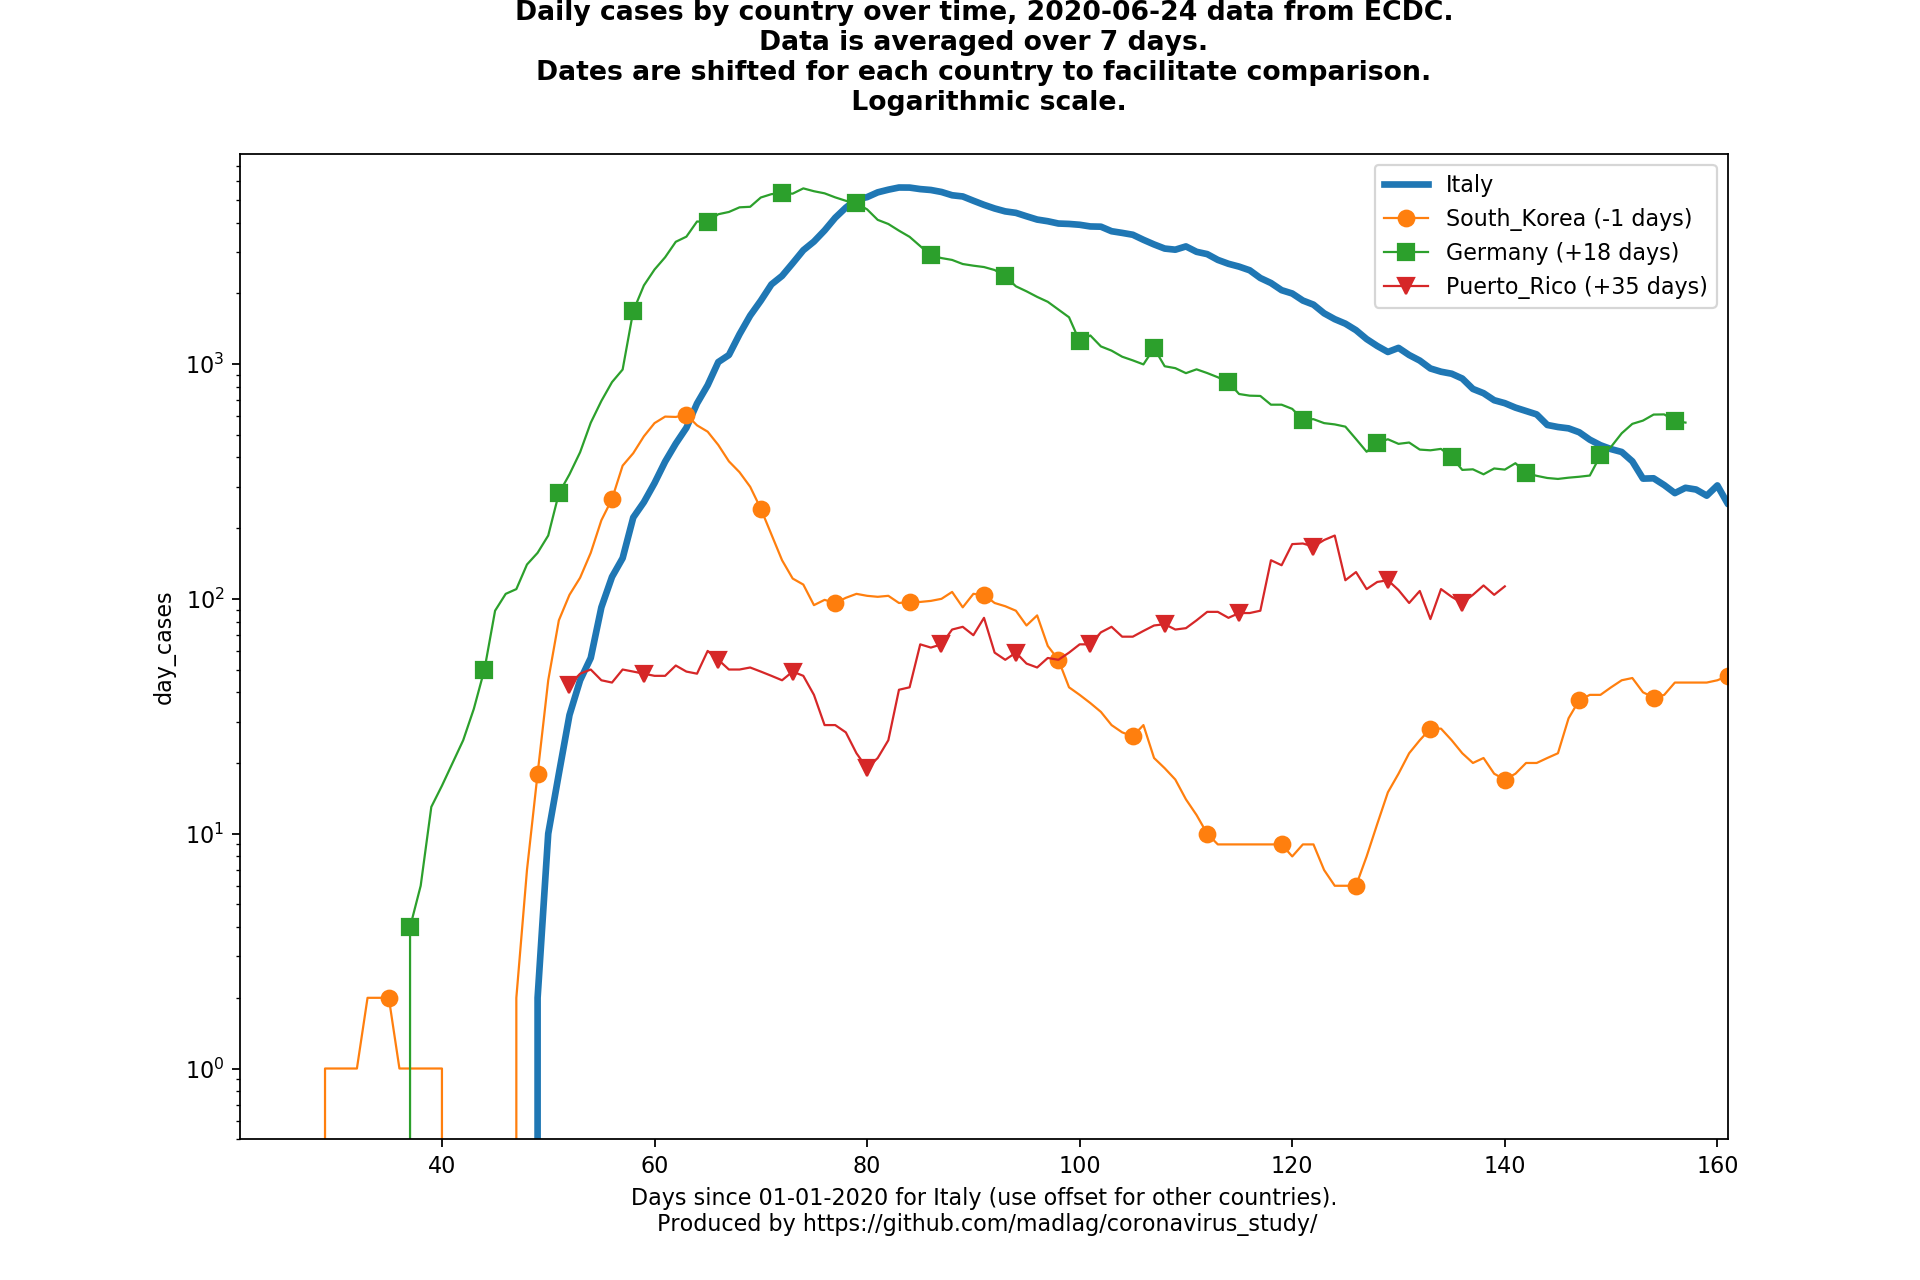 Daily cases by country over time, 2020-06-24 data from ECDC.
Data is averaged over 7 days.
Dates are shifted for each country to facilitate comparison.
Logarithmic scale.
Italy
South_Korea (-1 days)
Germany (+18 days)
Puerto_Rico (+35 days)
day_cases
10³
10²
10¹
10⁰
40 60 80 100 120 140 160
Days since 01-01-2020 for Italy (use offset for other countries).
Produced by https://github.com/madlag/coronavirus_study/